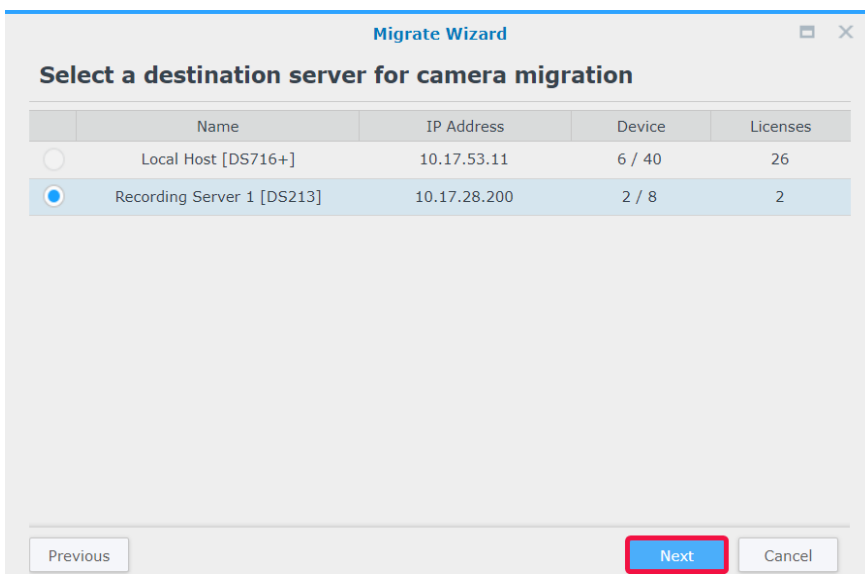 Migrate Wizard
Select a destination server for camera migration
Name IP Address Device Licenses
Local Host [DS716+] 10.17.53.11 6 / 40 26
Recording Server 1 [DS213] 10.17.28.200 2 / 8 2
Previous Next Cancel